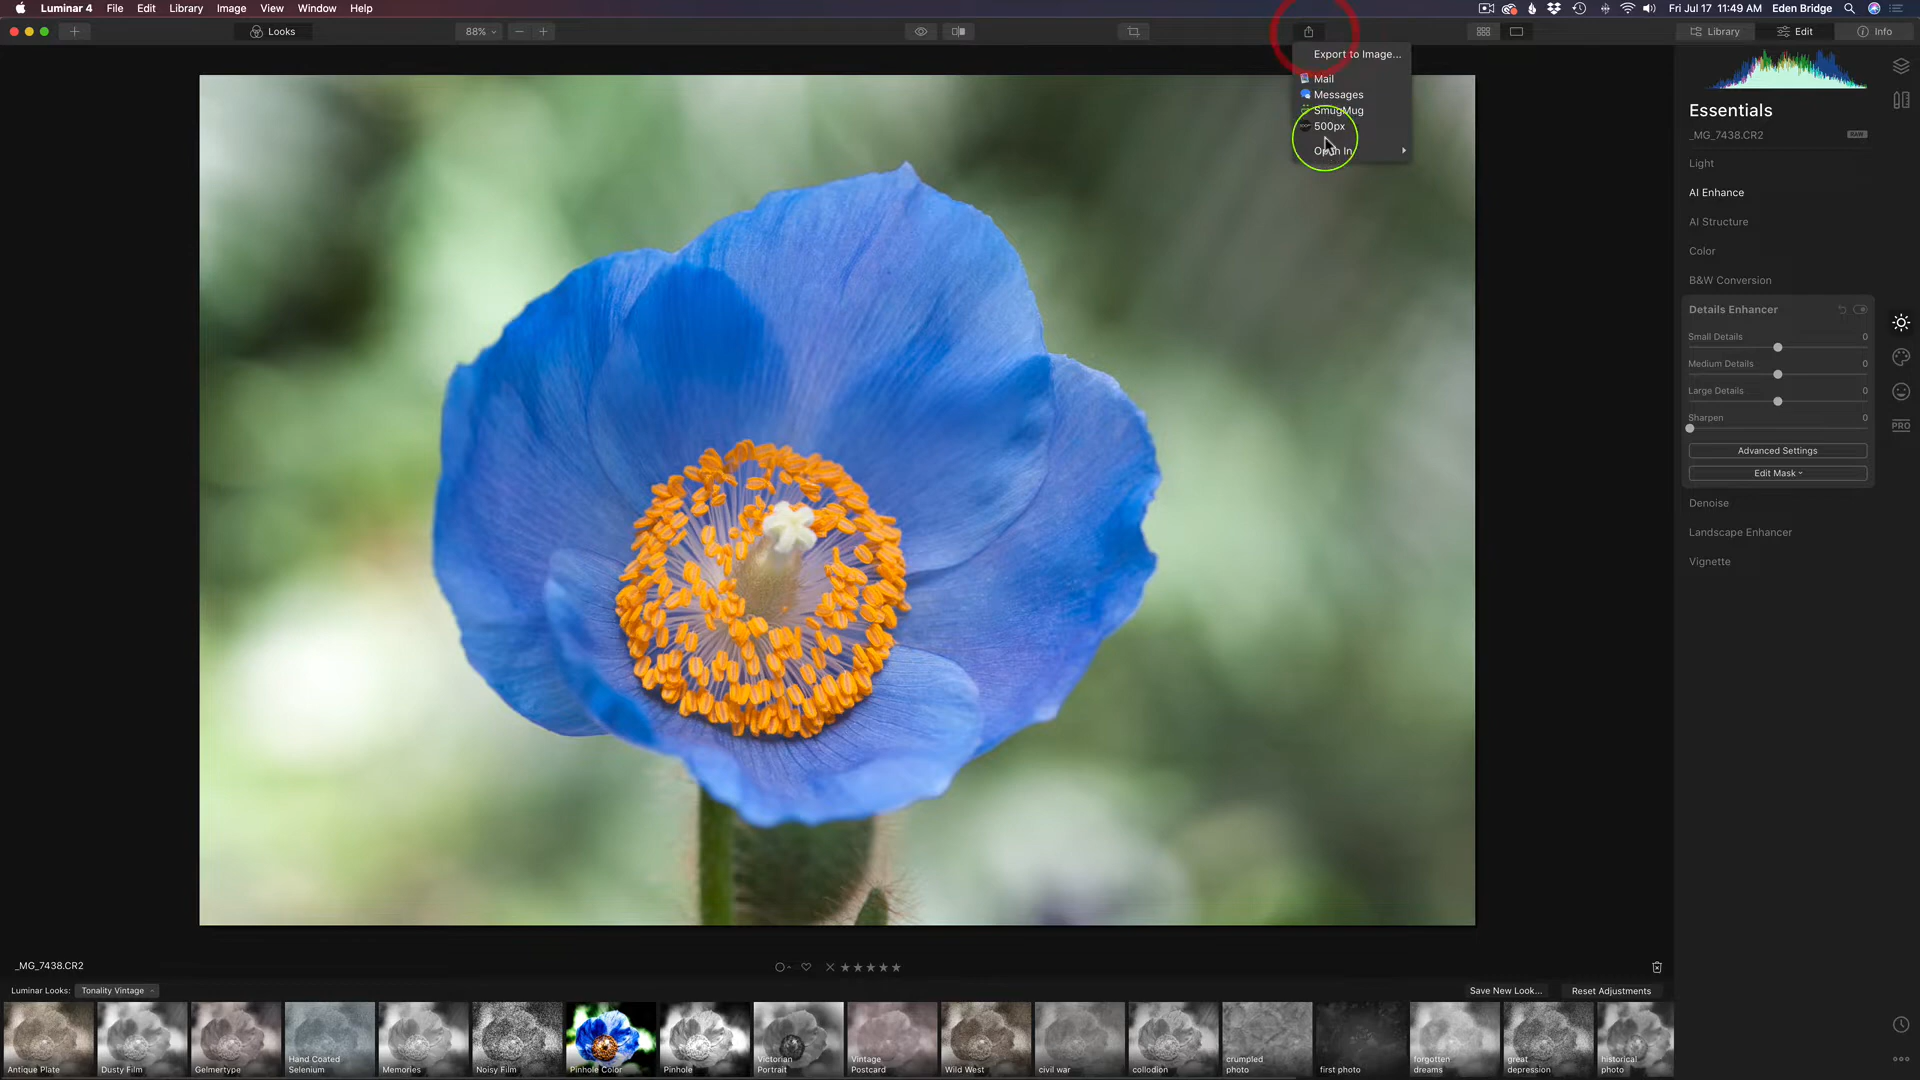 Luminar 4 File Edit Library Image View Window Help Fri Jul 17 11:49 AM Eden Bridge
Looks 88% Library Edit Info
Export to Image...
Mail
Messages
SmugMug
500px
Open In
Essentials
_MG_7438.CR2 RAW
Light
AI Enhance
AI Structure
Color
B&W Conversion
Details Enhancer
Small Details 0
Medium Details 0
Large Details 0
Sharpen 0
Advanced Settings
Edit Mask
Denoise
Landscape Enhancer
Vignette
PRO
_MG_7438.CR2
Luminar Looks: Tonality Vintage Save New Look... Reset Adjustments
Antique Plate
Dusty Film
Gelmertype
Hand Coated
Selenium
Memories
Noisy Film
Pinhole Color
Pinhole
Victorian
Portrait
Vintage
Postcard
Wild West
civil war
collodion
crumpled
photo
first photo
forgotten
dreams
great
depression
historical
photo